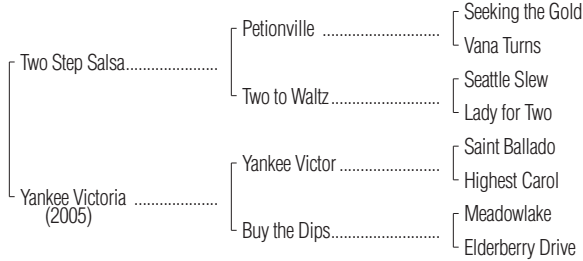 Seeking the Gold
Petionville ........................
Vana Turns
Two Step Salsa......................
Seattle Slew
Two to Waltz........................
Lady for Two
Saint Ballado
Yankee Victor ......................
Highest Carol
Yankee Victoria ....................
(2005)
Meadowlake
Buy the Dips........................
Elderberry Drive